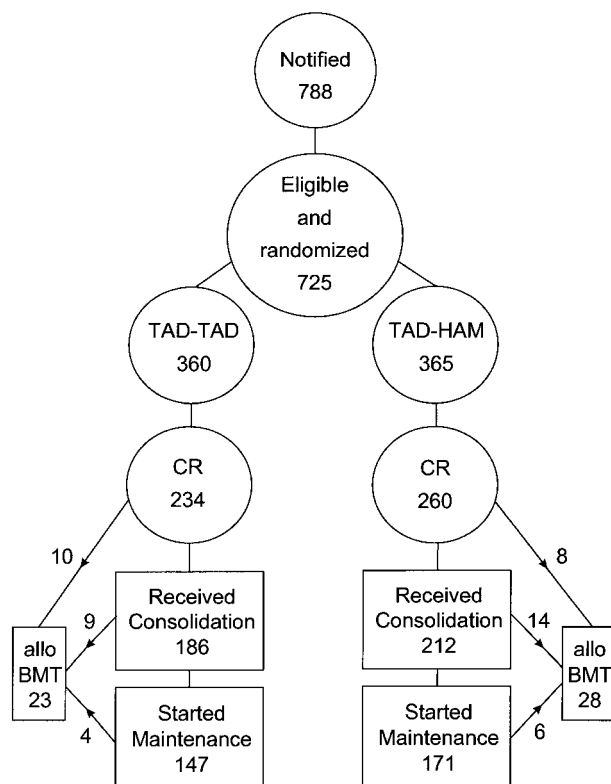 Notified
788
Eligible
and
randomized
725
TAD-TAD
360
TAD-HAM
365
CR
234
CR
260
10
8
Received
Consolidation
186
Received
Consolidation
212
9
14
allo
BMT
23
allo
BMT
28
4
6
Started
Maintenance
147
Started
Maintenance
171